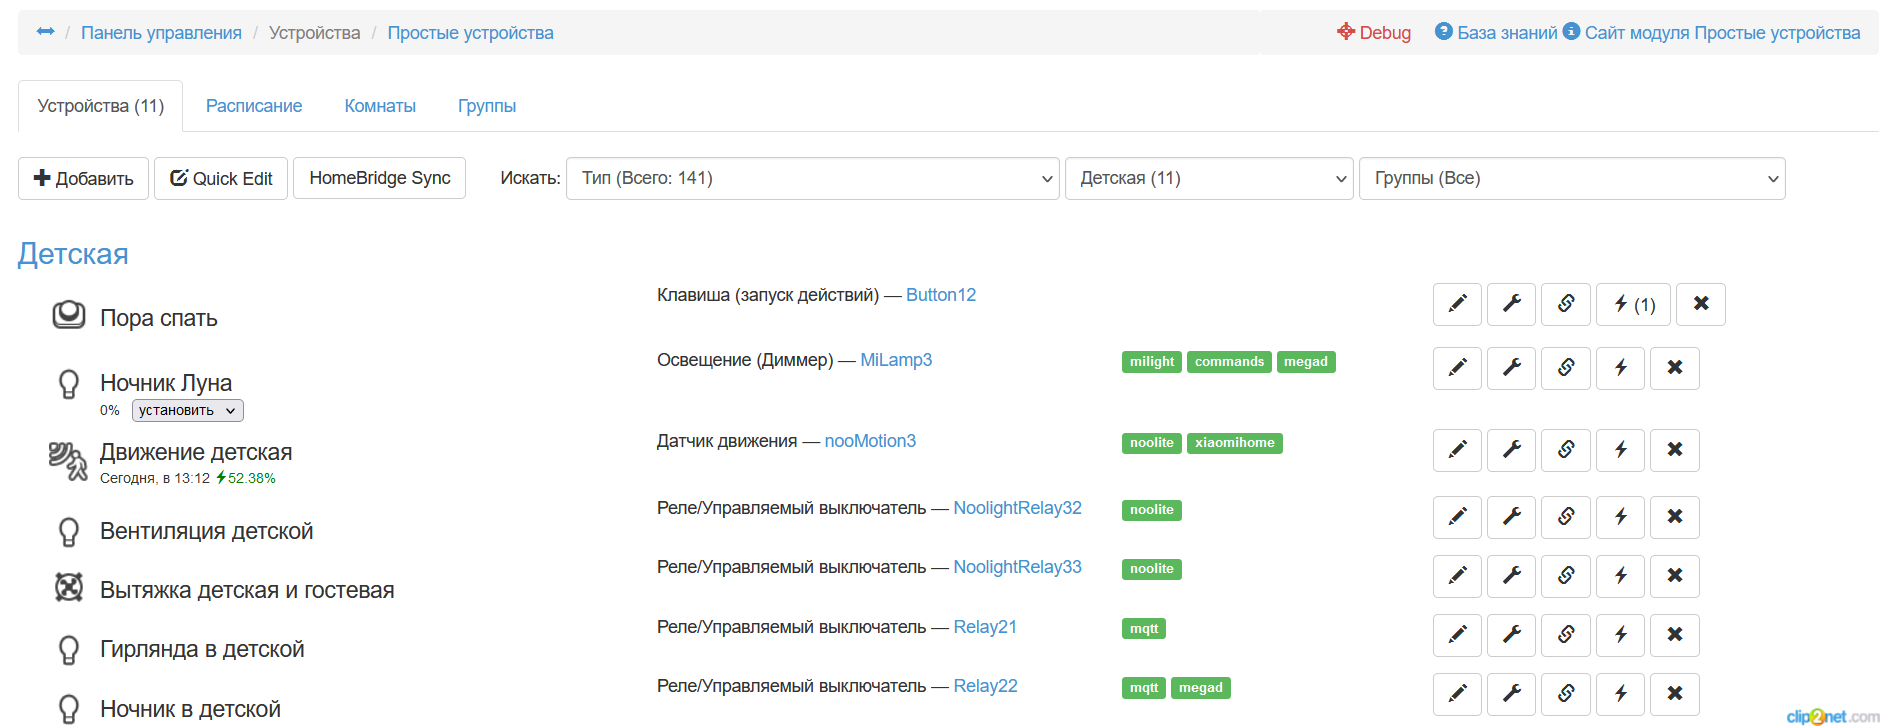 / Панель управления / Устройства / Простые устройства Debug База знаний Сайт модуля Простые устройства
Устройства (11) Расписание Комнаты Группы
Добавить Quick Edit HomeBridge Sync Искать: Тип (Всего: 141) Детская (11) Группы (Все)
Детская
Пора спать Клавиша (запуск действий) — Button12 (1)
Ночник Луна Освещение (Диммер) — MiLamp3 milight commands megad
0% установить
Движение детская Датчик движения — nooMotion3 noolite xiaomihome
Сегодня, в 13:12 52.38%
Вентиляция детской Реле/Управляемый выключатель — NoolightRelay32 noolite
Вытяжка детская и гостевая Реле/Управляемый выключатель — NoolightRelay33 noolite
Гирлянда в детской Реле/Управляемый выключатель — Relay21 mqtt
Ночник в детской Реле/Управляемый выключатель — Relay22 mqtt megad
clip2net.com